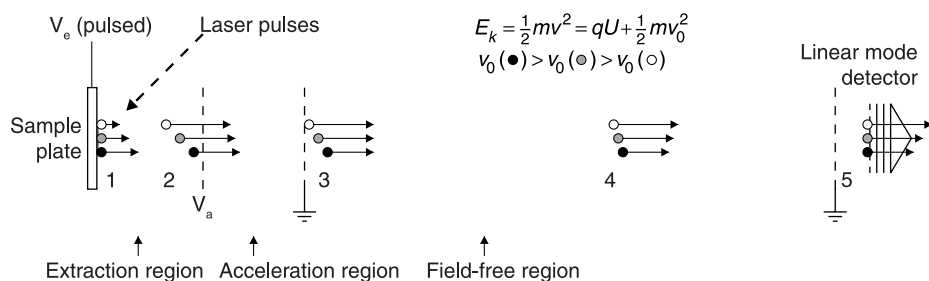 V_e (pulsed)
Laser pulses
E_k = ½mv² = qU + ½mv₀²
v₀(●) > v₀(●) > v₀(○)
Linear mode
detector
Sample
plate
1
2
3
4
5
V_a
Extraction region
Acceleration region
Field-free region